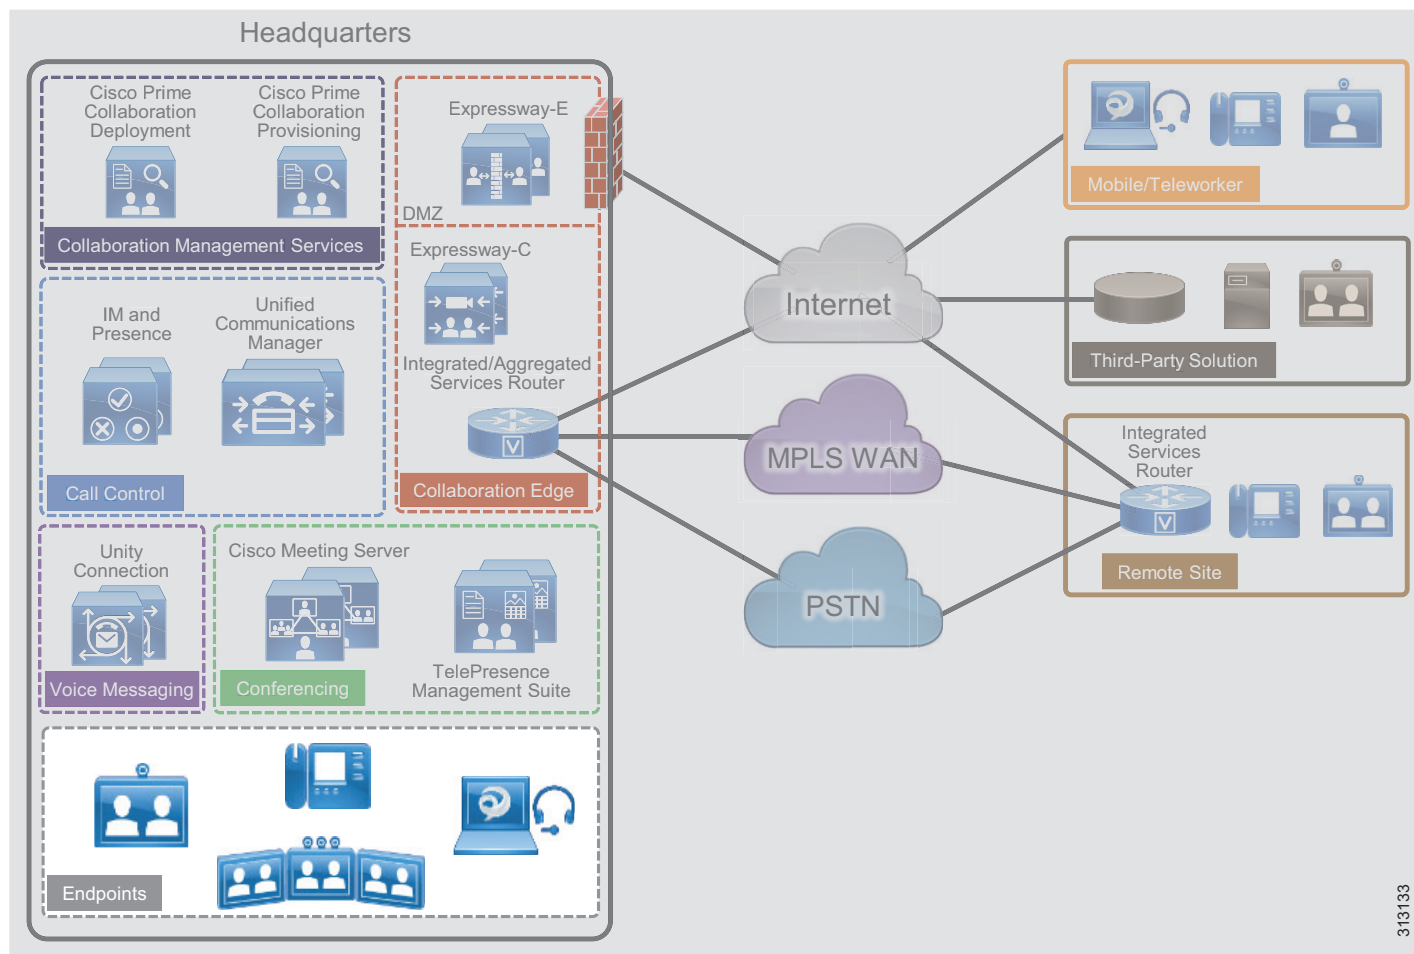 Headquarters
Cisco Prime
Collaboration
Deployment
Cisco Prime
Collaboration
Provisioning
Collaboration Management Services
Expressway-E
DMZ
Expressway-C
Integrated/Aggregated
Services Router
V
Collaboration Edge
IM and
Presence
Unified
Communications
Manager
Call Control
Unity
Connection
Voice Messaging
Cisco Meeting Server
Conferencing
TelePresence
Management Suite
Endpoints
Internet
MPLS WAN
PSTN
Mobile/Teleworker
Third-Party Solution
Integrated
Services
Router
V
Remote Site
313133